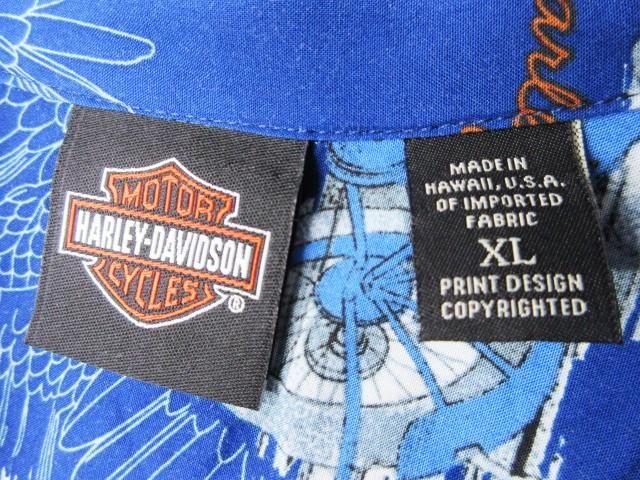 MOTOR
HARLEY-DAVIDSON
CYCLES
®
MADE IN
HAWAII, U.S.A.
OF IMPORTED
FABRIC
XL
PRINT DESIGN
COPYRIGHTED